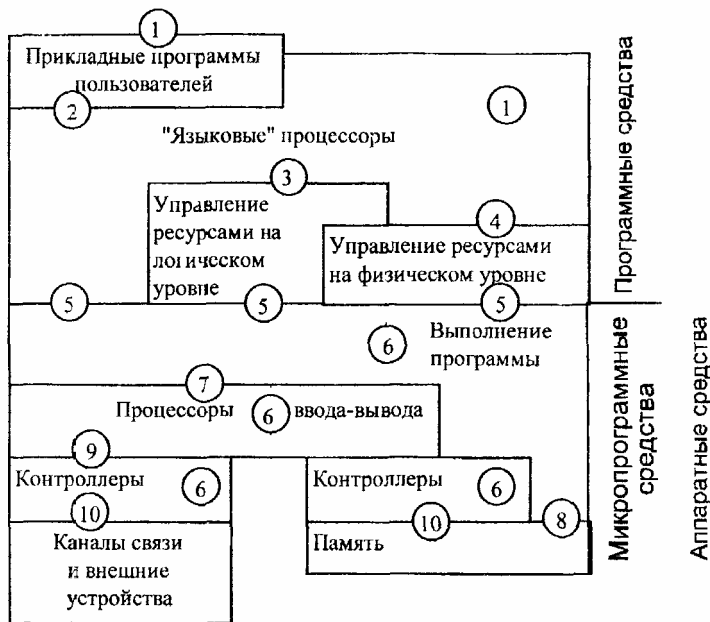 1
Прикладные программы
пользователей
2
1
"Языковые" процессоры
3
Управление
ресурсами на
логическом
уровне
4
Управление ресурсами
на физическом уровне
5
5
5
Выполнение
6
программы
7
Процессоры 6 ввода-вывода
9
Контроллеры 6
Контроллеры 6
10
10
8
Каналы связи
и внешние
устройства
Память
Программные средства
Микропрограммные
средства
Аппаратные средства